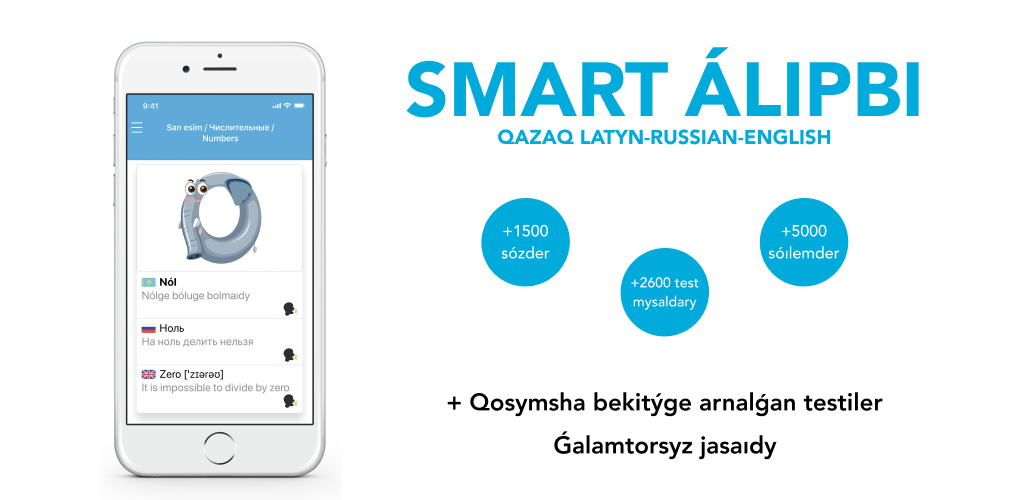 9:41
San esim / Числительные /
Numbers
Nól
Nólge bóluge bolmaıdy
Ноль
На ноль делить нельзя
Zero ['zɪərəʊ]
It is impossible to divide by zero
SMART ÁLIPBI
QAZAQ LATYN-RUSSIAN-ENGLISH
+1500
sózder
+2600 test
mysaldary
+5000
sóılemder
+ Qosymsha bekitýge arnalǵan testiler
Ǵalamtorsyz jasaıdy